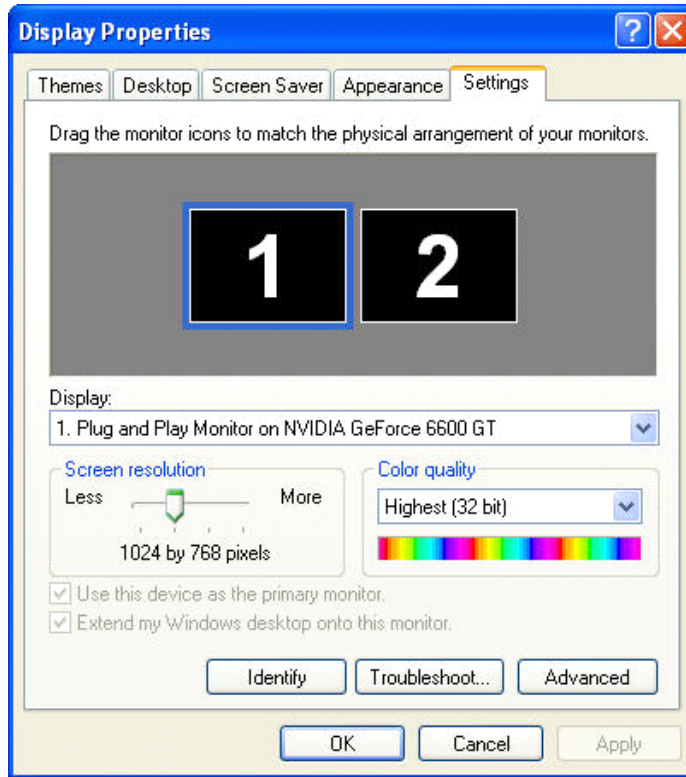 Display Properties
Themes Desktop Screen Saver Appearance Settings
Drag the monitor icons to match the physical arrangement of your monitors.
1 2
Display:
1. Plug and Play Monitor on NVIDIA GeForce 6600 GT
Screen resolution
Less More
1024 by 768 pixels
Color quality
Highest (32 bit)
Use this device as the primary monitor.
Extend my Windows desktop onto this monitor.
Identify Troubleshoot... Advanced
OK Cancel Apply